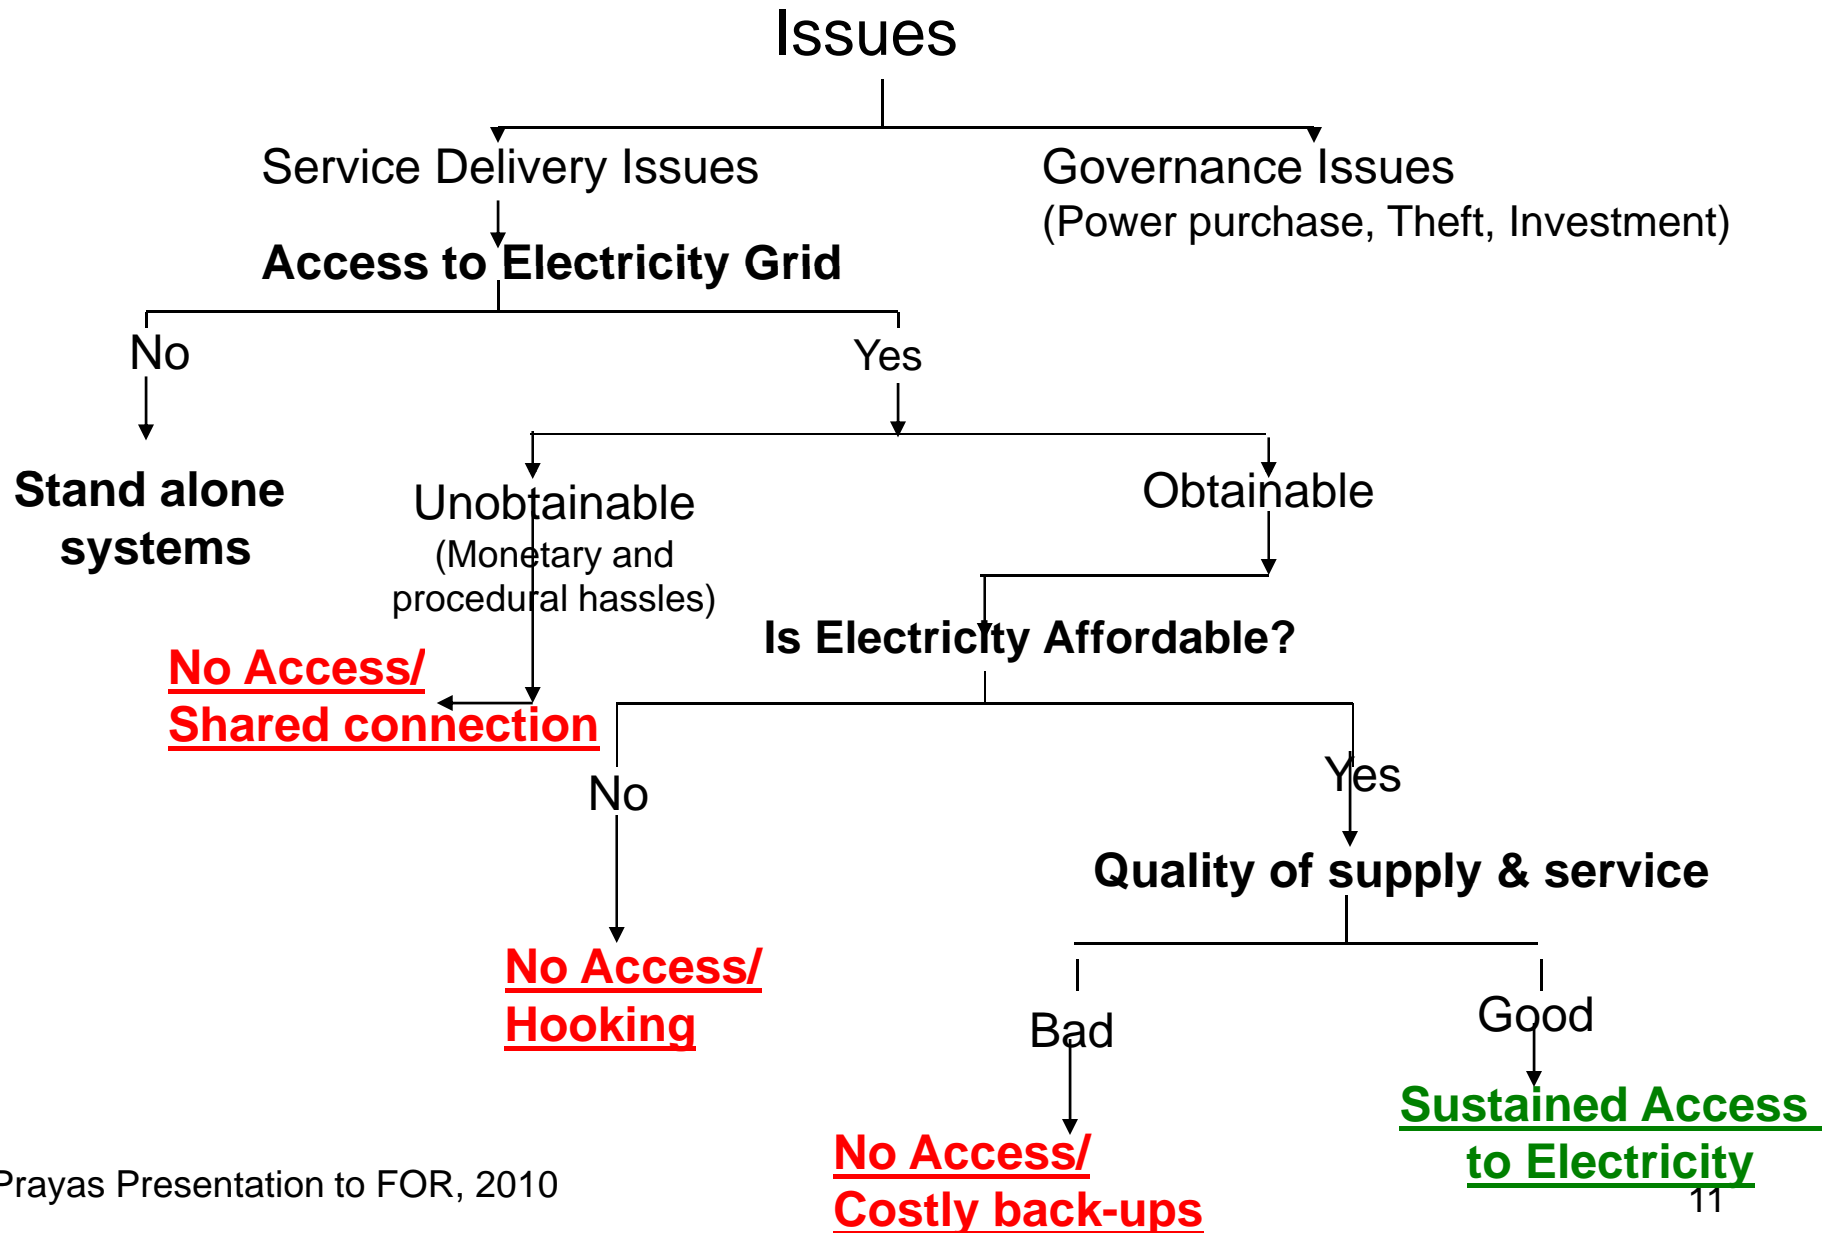 Issues
Service Delivery Issues
Governance Issues
(Power purchase, Theft, Investment)
Access to Electricity Grid
No
Yes
Stand alone
systems
Unobtainable
(Monetary and
procedural hassles)
Obtainable
Is Electricity Affordable?
No Access/
Shared connection
No
Yes
Quality of supply & service
No Access/
Hooking
Bad
Good
Sustained Access
to Electricity
No Access/
Costly back-ups
Prayas Presentation to FOR, 2010
11